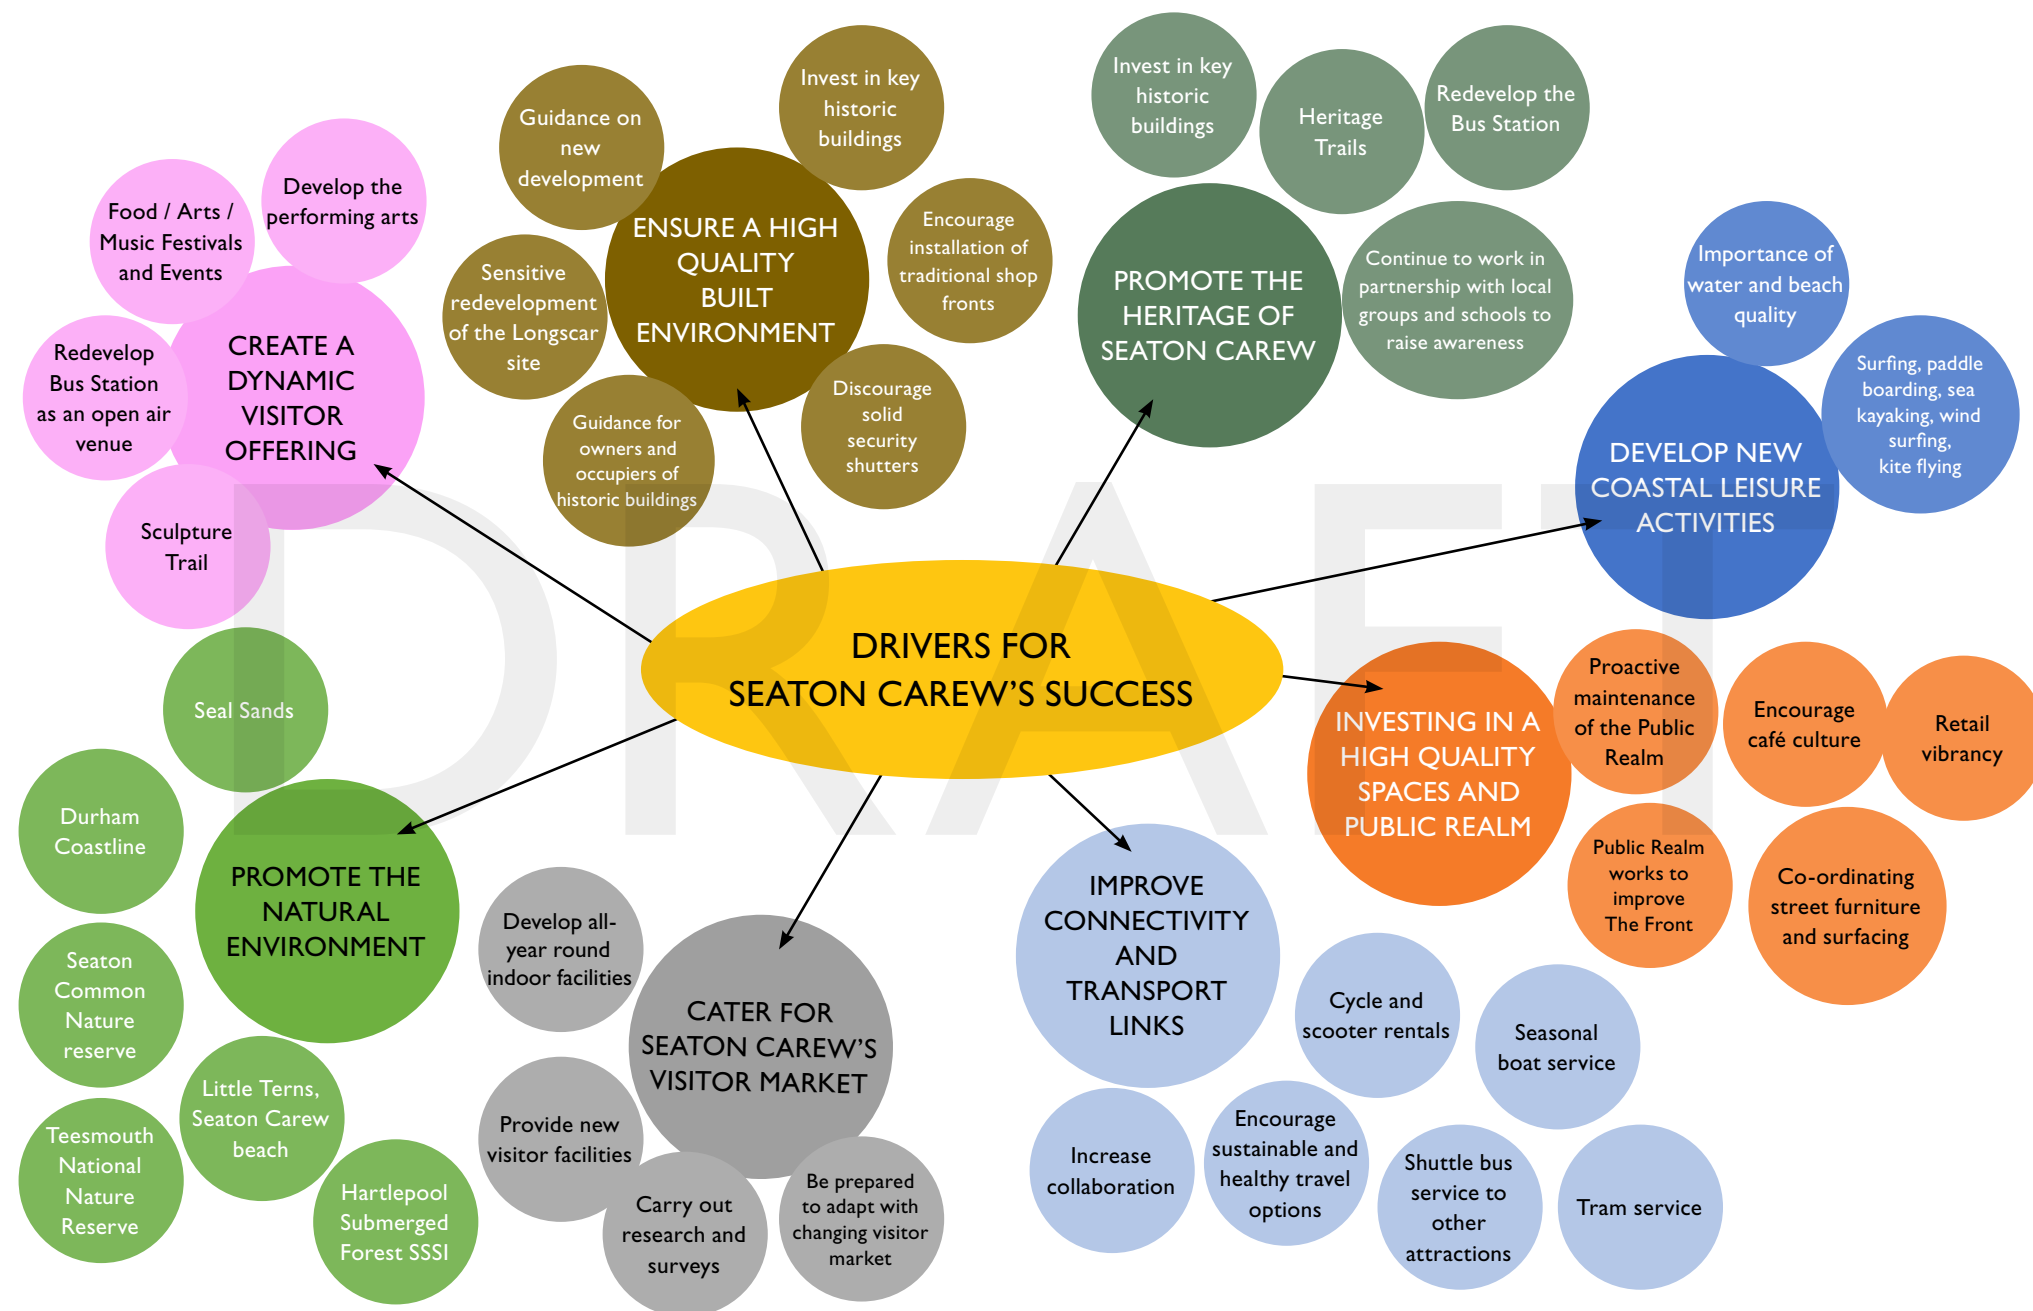 Invest in key
historic
buildings
Guidance on
new
development
ENSURE A HIGH
QUALITY
BUILT
ENVIRONMENT
Encourage
installation of
traditional shop
fronts
Sensitive
redevelopment
of the Longscar
site
Discourage
solid
security
shutters
Guidance for
owners and
occupiers of
historic buildings
Invest in key
historic
buildings
Heritage
Trails
Redevelop the
Bus Station
PROMOTE THE
HERITAGE OF
SEATON CAREW
Continue to work in
partnership with local
groups and schools to
raise awareness
Develop the
performing arts
Food / Arts /
Music Festivals
and Events
CREATE A
DYNAMIC
VISITOR
OFFERING
Redevelop
Bus Station
as an open air
venue
Sculpture
Trail
Importance of
water and beach
quality
Surfing, paddle
boarding, sea
kayaking, wind
surfing,
kite flying
DEVELOP NEW
COASTAL LEISURE
ACTIVITIES
DRIVERS FOR
SEATON CAREW'S SUCCESS
DRAFT
INVESTING IN A
HIGH QUALITY
SPACES AND
PUBLIC REALM
Proactive
maintenance
of the Public
Realm
Encourage
café culture
Retail
vibrancy
Public Realm
works to
improve
The Front
Co-ordinating
street furniture
and surfacing
Seal Sands
Durham
Coastline
PROMOTE THE
NATURAL
ENVIRONMENT
Seaton
Common
Nature
reserve
Little Terns,
Seaton Carew
beach
Teesmouth
National
Nature
Reserve
Hartlepool
Submerged
Forest SSSI
Develop all-
year round
indoor facilities
CATER FOR
SEATON CAREW'S
VISITOR MARKET
Provide new
visitor facilities
Carry out
research and
surveys
Be prepared
to adapt with
changing visitor
market
IMPROVE
CONNECTIVITY
AND
TRANSPORT
LINKS
Cycle and
scooter rentals
Seasonal
boat service
Increase
collaboration
Encourage
sustainable and
healthy travel
options
Shuttle bus
service to
other
attractions
Tram service